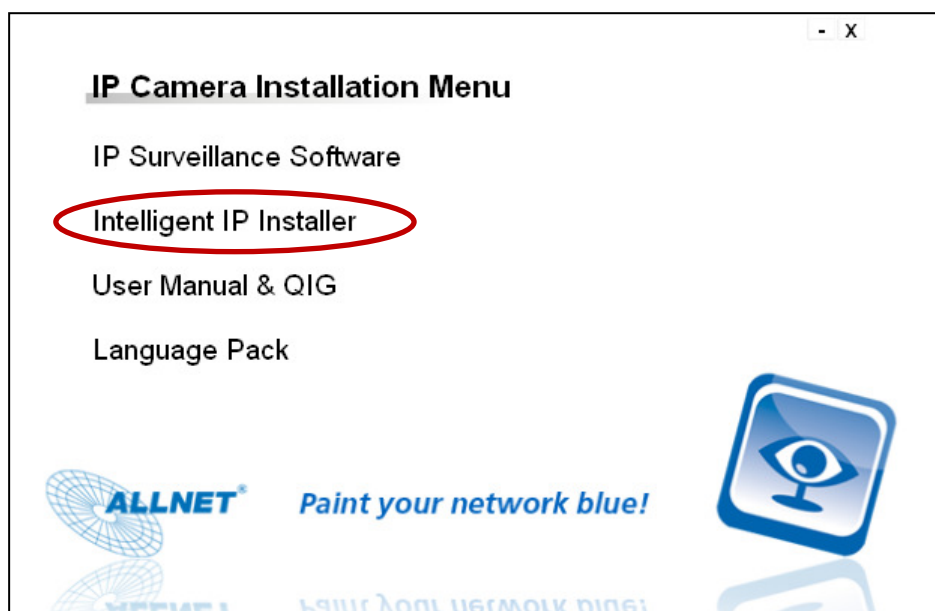 - X
IP Camera Installation Menu
IP Surveillance Software
Intelligent IP Installer
User Manual & QIG
Language Pack
ALLNET® Paint your network blue!